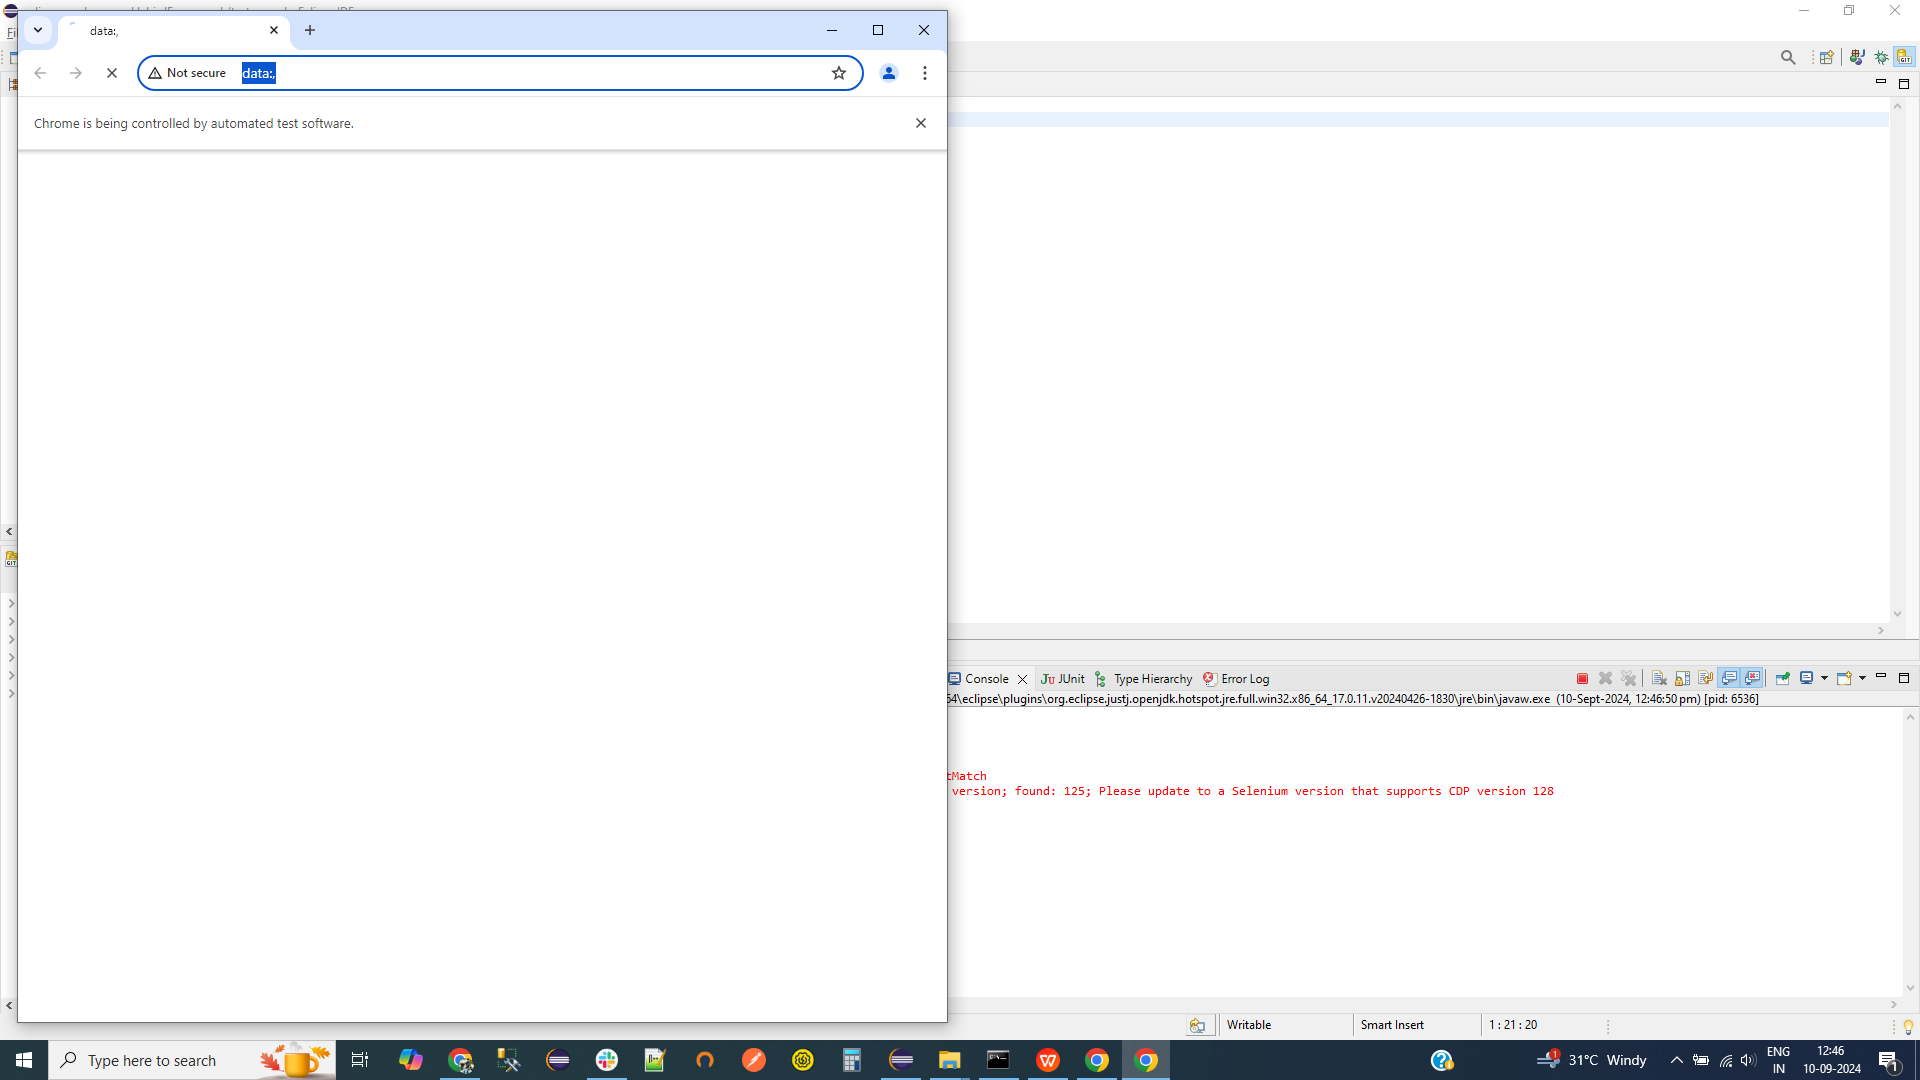 data:,
Not secure
data:,
Chrome is being controlled by automated test software.
Console
JUnit
Type Hierarchy
Error Log
64\eclipse\plugins\org.eclipse.justj.openjdk.hotspot.jre.full.win32.x86_64_17.0.11.v20240426-1830\jre\bin\javaw.exe (10-Sept-2024, 12:46:50 pm) [pid: 6536]
tMatch
version; found: 125; Please update to a Selenium version that supports CDP version 128
Writable
Smart Insert
1 : 21 : 20
Type here to search
31°C Windy
ENG
IN
12:46
10-09-2024
1